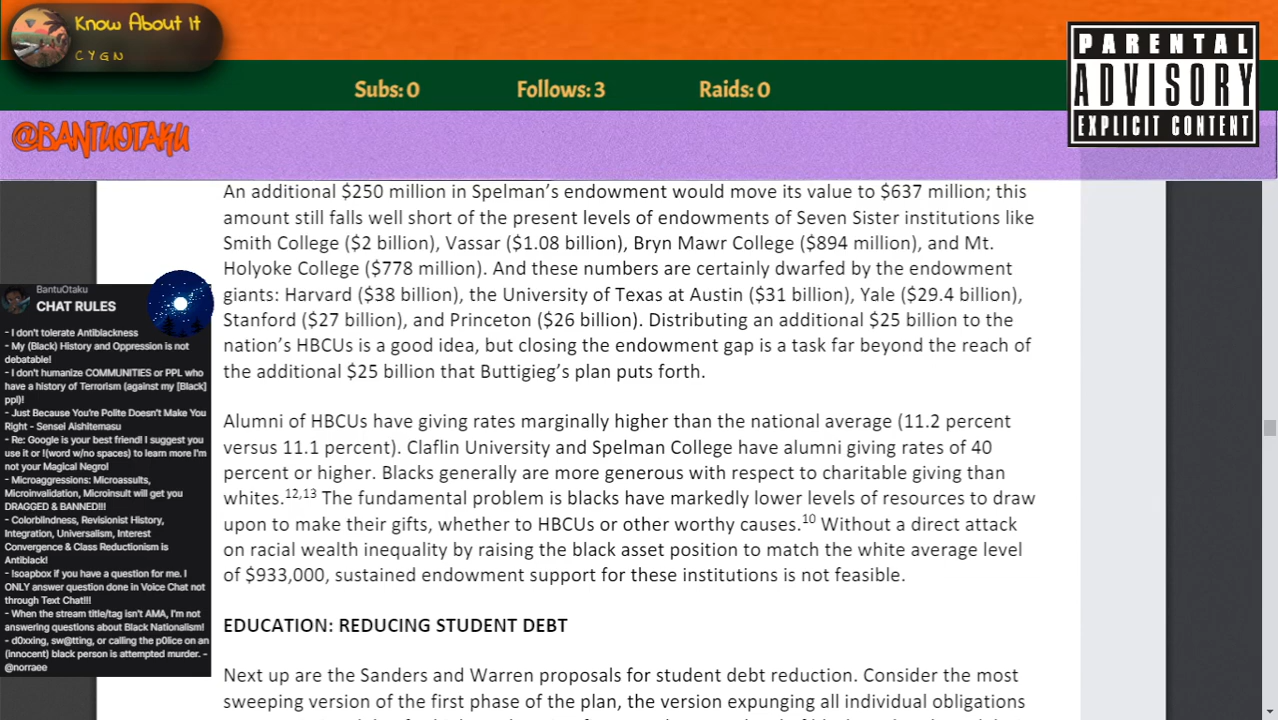 Know About It
CYGN
Subs: 0
Follows: 3
Raids: 0
PARENTAL
ADVISORY
EXPLICIT CONTENT
@BANTUOTAKU
An additional $250 million in Spelman’s endowment would move its value to $637 million; this
amount still falls well short of the present levels of endowments of Seven Sister institutions like
Smith College ($2 billion), Vassar ($1.08 billion), Bryn Mawr College ($894 million), and Mt.
Holyoke College ($778 million). And these numbers are certainly dwarfed by the endowment
giants: Harvard ($38 billion), the University of Texas at Austin ($31 billion), Yale ($29.4 billion),
Stanford ($27 billion), and Princeton ($26 billion). Distributing an additional $25 billion to the
nation’s HBCUs is a good idea, but closing the endowment gap is a task far beyond the reach of
the additional $25 billion that Buttigieg’s plan puts forth.
Alumni of HBCUs have giving rates marginally higher than the national average (11.2 percent
versus 11.1 percent). Claflin University and Spelman College have alumni giving rates of 40
percent or higher. Blacks generally are more generous with respect to charitable giving than
whites.12,13 The fundamental problem is blacks have markedly lower levels of resources to draw
upon to make their gifts, whether to HBCUs or other worthy causes.10 Without a direct attack
on racial wealth inequality by raising the black asset position to match the white average level
of $933,000, sustained endowment support for these institutions is not feasible.
EDUCATION: REDUCING STUDENT DEBT
Next up are the Sanders and Warren proposals for student debt reduction. Consider the most
sweeping version of the first phase of the plan, the version expunging all individual obligations
BantuOtaku
CHAT RULES
- I don't tolerate Antiblackness
- My (Black) History and Oppression is not
debatable!
- I don't humanize COMMUNITIES or PPL who
have a history of Terrorism (against my [Black]
ppl)!
- Just Because You're Polite Doesn't Make You
Right - Sensei Aishitemasu
- Re: Google is your best friend! I suggest you
use it or !(word w/no spaces) to learn more I'm
not your Magical Negro!
- Microaggressions: Microassults,
Microinvalidation, Microinsult will get you
DRAGGED & BANNED!!!
- Colorblindness, Revisionist History,
Integration, Universalism, Interest
Convergence & Class Reductionism is
Antiblack!
- !soapbox if you have a question for me. I
ONLY answer question done in Voice Chat not
through Text Chat!!!
- When the stream title/tag isn't AMA, I'm not
answering questions about Black Nationalism!
- d0xxing, sw@tting, or calling the p0lice on an
(innocent) black person is attempted murder. -
@norraee